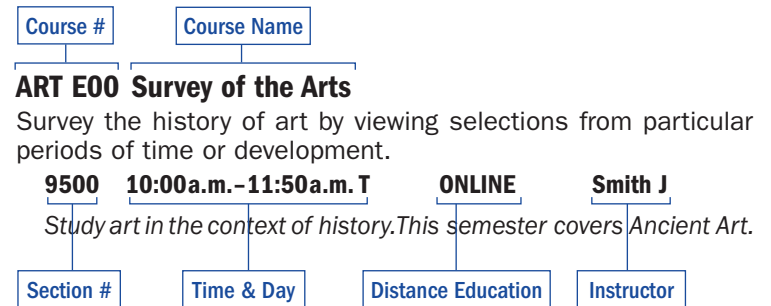 Course # Course Name
ART E00 Survey of the Arts
Survey the history of art by viewing selections from particular
periods of time or development.
9500 10:00a.m.–11:50a.m. T ONLINE Smith J
Study art in the context of history.This semester covers Ancient Art.
Section # Time & Day Distance Education Instructor